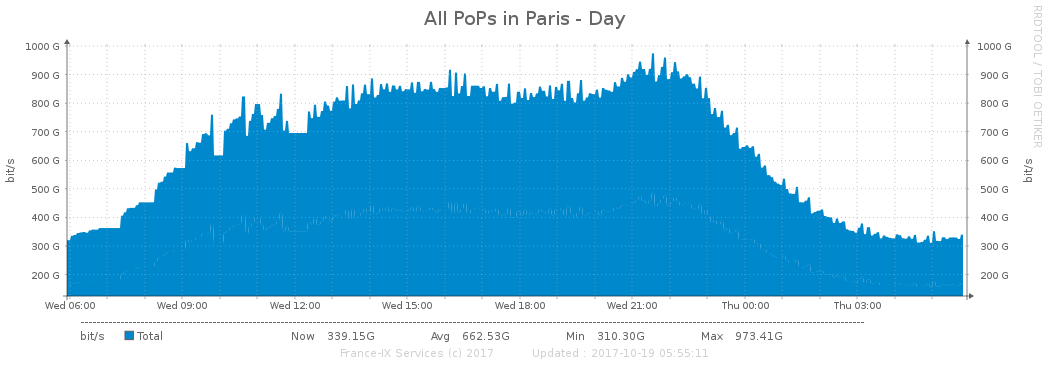 All PoPs in Paris - Day
RRDTOOL / TOBI OETIKER
bit/s
1000 G 1000 G
900 G 900 G
800 G 800 G
700 G 700 G
600 G 600 G
500 G 500 G
400 G 400 G
300 G 300 G
200 G 200 G
bit/s
Wed 06:00 Wed 09:00 Wed 12:00 Wed 15:00 Wed 18:00 Wed 21:00 Thu 00:00 Thu 03:00
bit/s Total Now 339.15G Avg 662.53G Min 310.30G Max 973.41G
France-IX Services (c) 2017 Updated : 2017-10-19 05:55:11